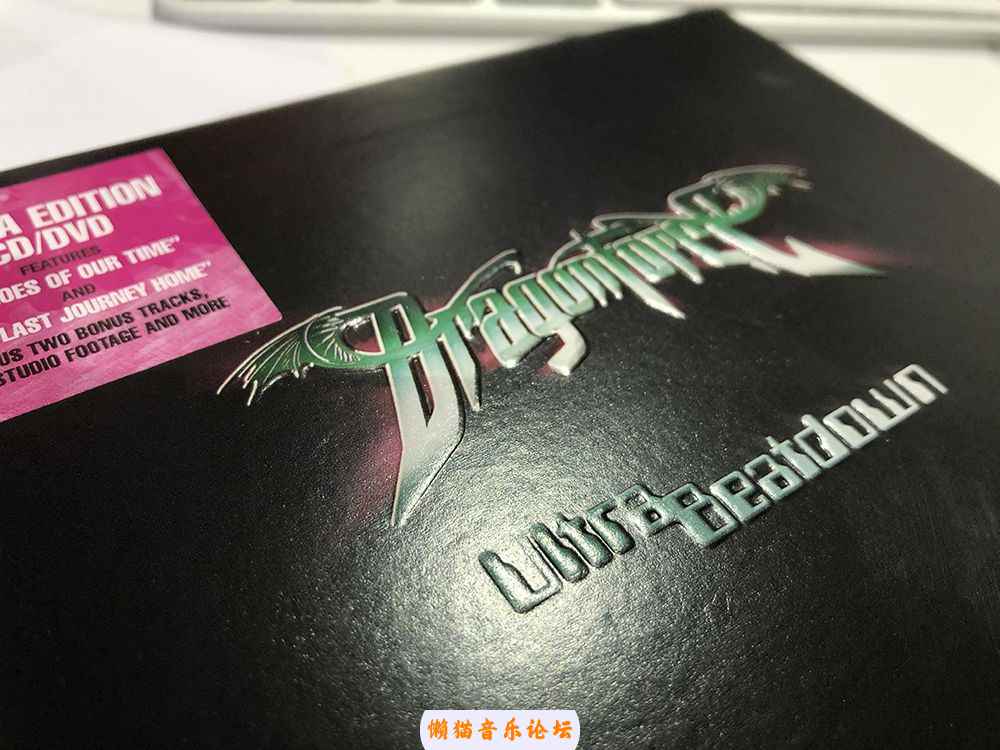 A EDITION
CD/DVD
FEATURES
OES OF OUR TIME"
AND
LAST JOURNEY HOME"
US TWO BONUS TRACKS,
STUDIO FOOTAGE AND MORE
DragonForce
Ultra Beatdown
懒猫音乐论坛